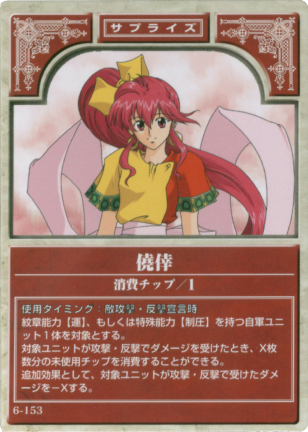 サプライズ
僥倖
消費チップ/1
使用タイミング：敵攻撃・反撃宣言時
紋章能力【運】、もしくは特殊能力【制圧】を持つ自軍ユニット1体を対象とする。
対象ユニットが攻撃・反撃でダメージを受けたとき、X枚数分の未使用チップを消費することができる。
追加効果として、対象ユニットが攻撃・反撃で受けたダメージを−Xする。
6-153